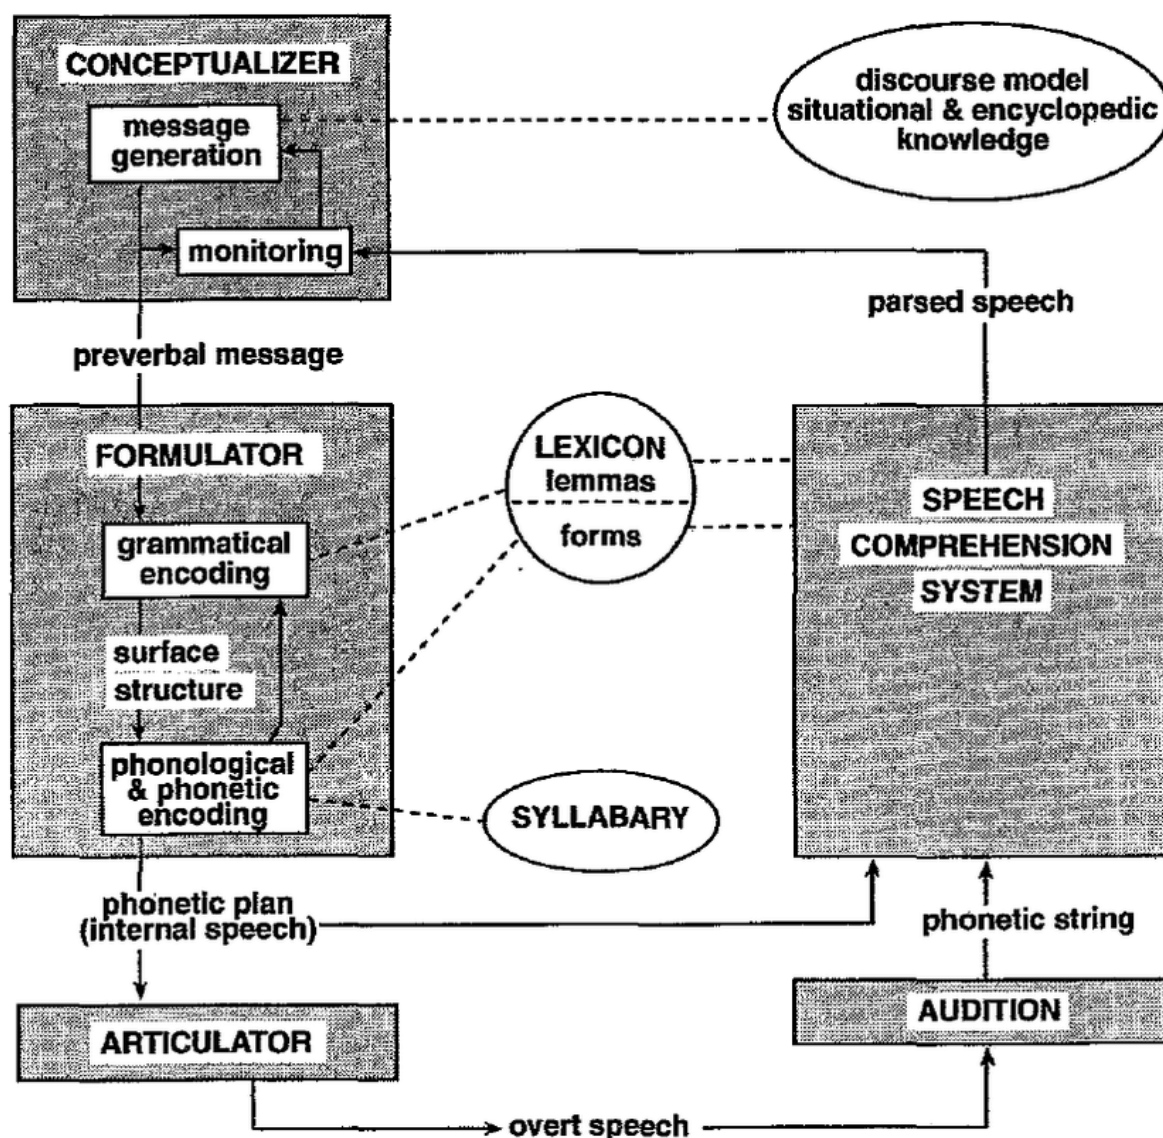 CONCEPTUALIZER
message
generation
monitoring
discourse model
situational & encyclopedic
knowledge
parsed speech
preverbal message
FORMULATOR
grammatical
encoding
surface
structure
phonological
& phonetic
encoding
LEXICON
lemmas
forms
SYLLABARY
SPEECH
COMPREHENSION
SYSTEM
phonetic plan
(internal speech)
phonetic string
ARTICULATOR
AUDITION
overt speech